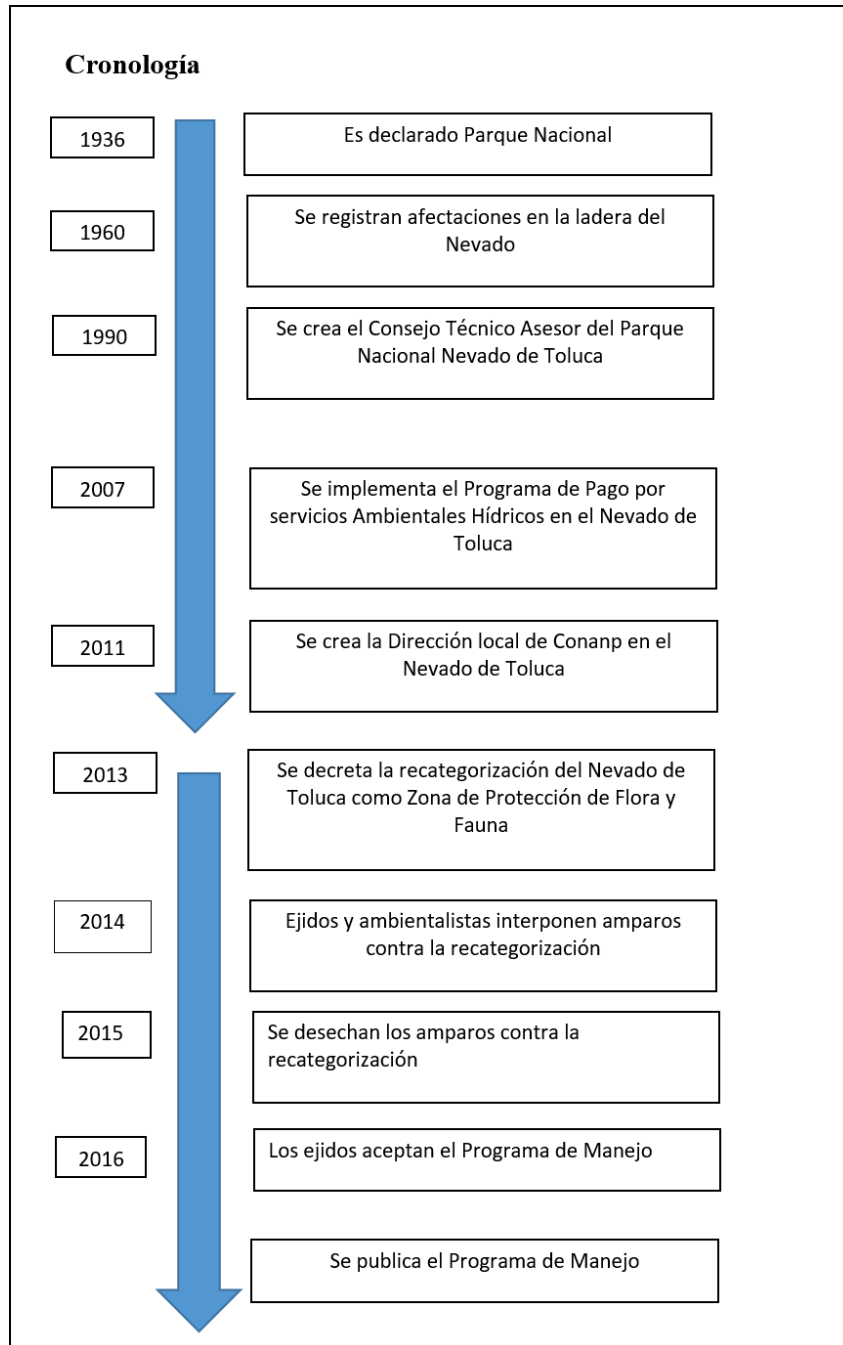 Cronología
1936
Es declarado Parque Nacional
1960
Se registran afectaciones en la ladera del
Nevado
1990
Se crea el Consejo Técnico Asesor del Parque
Nacional Nevado de Toluca
2007
Se implementa el Programa de Pago por
servicios Ambientales Hídricos en el Nevado de
Toluca
2011
Se crea la Dirección local de Conanp en el
Nevado de Toluca
2013
Se decreta la recategorización del Nevado de
Toluca como Zona de Protección de Flora y
Fauna
2014
Ejidos y ambientalistas interponen amparos
contra la recategorización
2015
Se desechan los amparos contra la
recategorización
2016
Los ejidos aceptan el Programa de Manejo
Se publica el Programa de Manejo